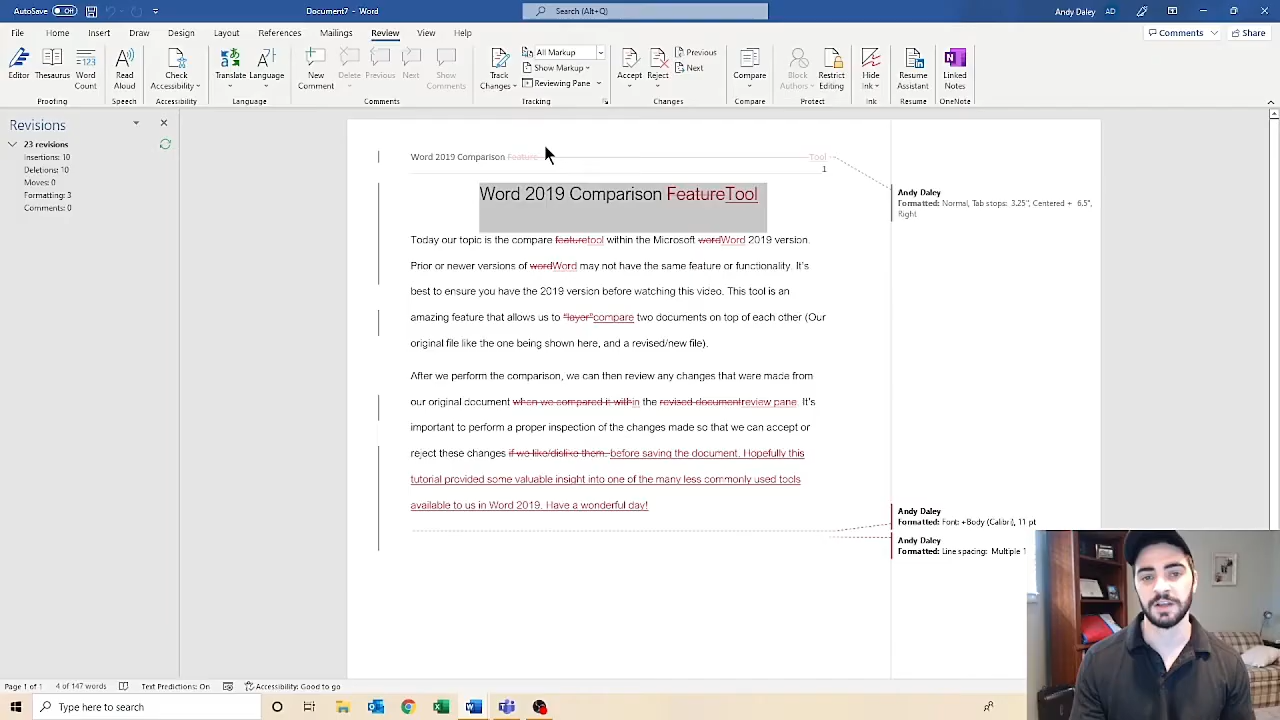 AutoSave Off
Document7 - Word
Search (Alt+Q)
Andy Daley
AD
File Home Insert Draw Design Layout References Mailings Review View Help
Comments
Share
Editor
Thesaurus
Word Count
Proofing
Read Aloud
Speech
Check Accessibility
Accessibility
Translate
Language
Language
New Comment
Delete
Previous
Next
Show Comments
Comments
Track Changes
All Markup
Show Markup
Reviewing Pane
Tracking
Accept
Reject
Previous
Next
Changes
Compare
Compare
Block Authors
Restrict Editing
Protect
Hide Ink
Ink
Resume Assistant
Resume
Linked Notes
OneNote
Revisions
23 revisions
Insertions: 10
Deletions: 10
Moves: 0
Formatting: 3
Comments: 0
Word 2019 Comparison Feature Tool
1
Word 2019 Comparison FeatureTool
Today our topic is the compare featuretool within the Microsoft wordWord 2019 version.
Prior or newer versions of wordWord may not have the same feature or functionality. It's
best to ensure you have the 2019 version before watching this video. This tool is an
amazing feature that allows us to "layer"compare two documents on top of each other (Our
original file like the one being shown here, and a revised/new file).
After we perform the comparison, we can then review any changes that were made from
our original document when we compared it within the revised documentreview pane. It's
important to perform a proper inspection of the changes made so that we can accept or
reject these changes if we like/dislike them. before saving the document. Hopefully this
tutorial provided some valuable insight into one of the many less commonly used tools
available to us in Word 2019. Have a wonderful day!
Andy Daley
Formatted: Normal, Tab stops: 3.25", Centered + 6.5",
Right
Andy Daley
Formatted: Font: +Body (Calibri), 11 pt
Andy Daley
Formatted: Line spacing: Multiple 1
Page 1 of 1
4 of 147 words
Text Predictions: On
Accessibility: Good to go
Type here to search